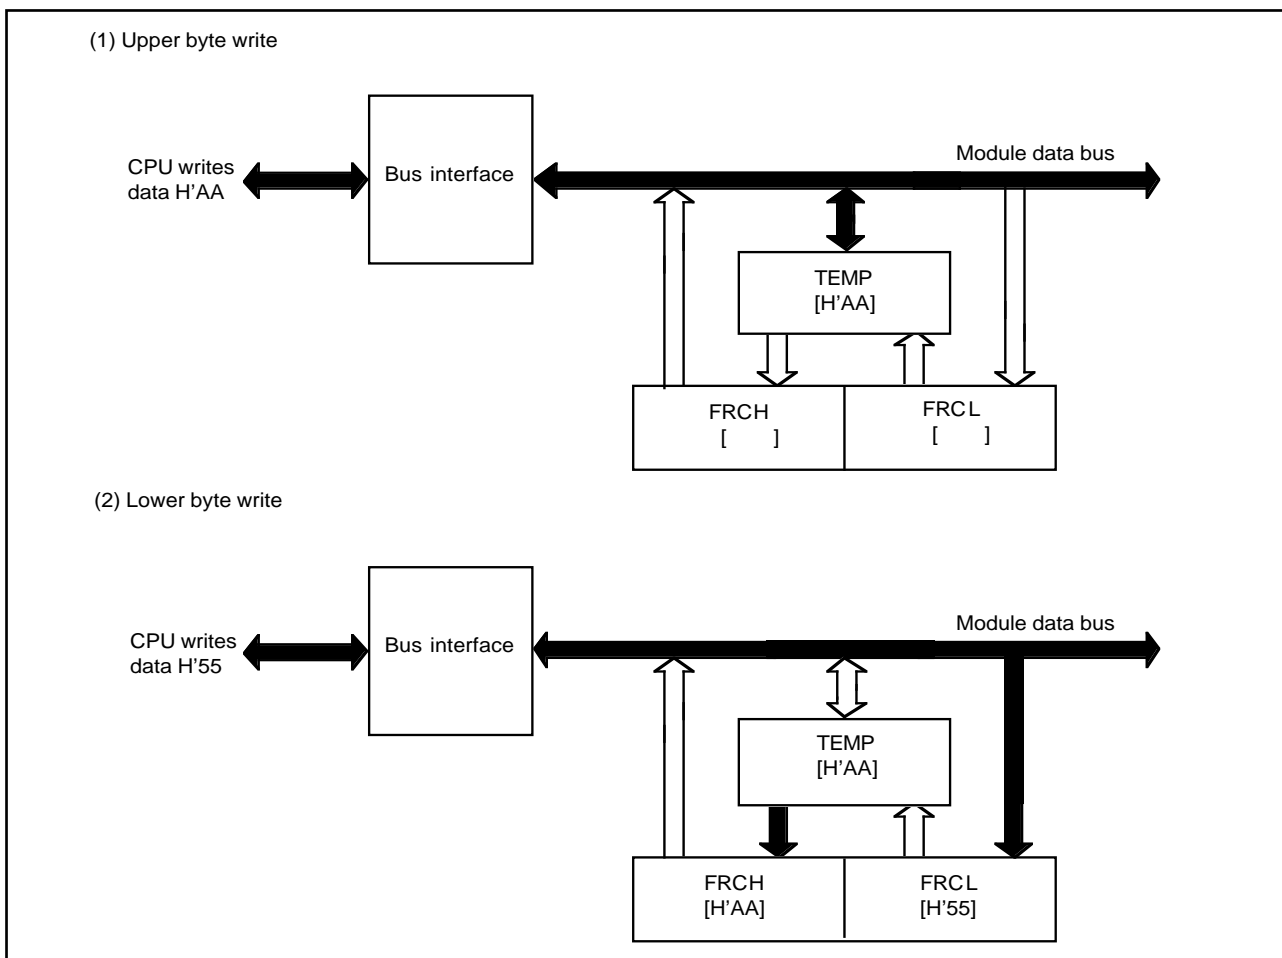 (1) Upper byte write
CPU writes
data H'AA
Bus interface
Module data bus
TEMP
[H'AA]
FRCH
[ ]
FRCL
[ ]
(2) Lower byte write
CPU writes
data H'55
Bus interface
Module data bus
TEMP
[H'AA]
FRCH
[H'AA]
FRCL
[H'55]